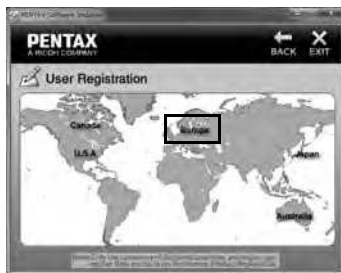 PENTAX Software Installer
PENTAX
A RICOH COMPANY
BACK
EXIT
User Registration
Canada
Europe
U.S.A
Japan
Australia